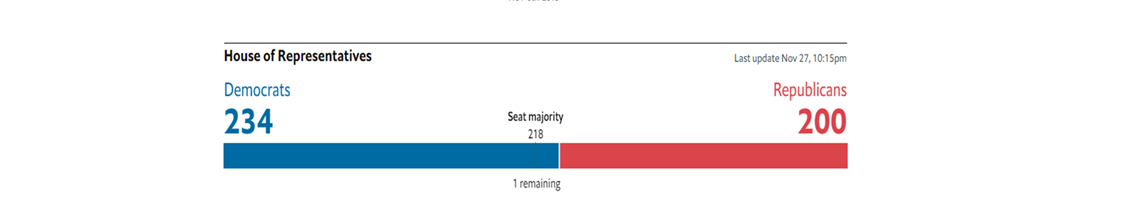 House of Representatives
Last update Nov 27, 10:15pm
Democrats
Republicans
234
200
Seat majority
218
1 remaining